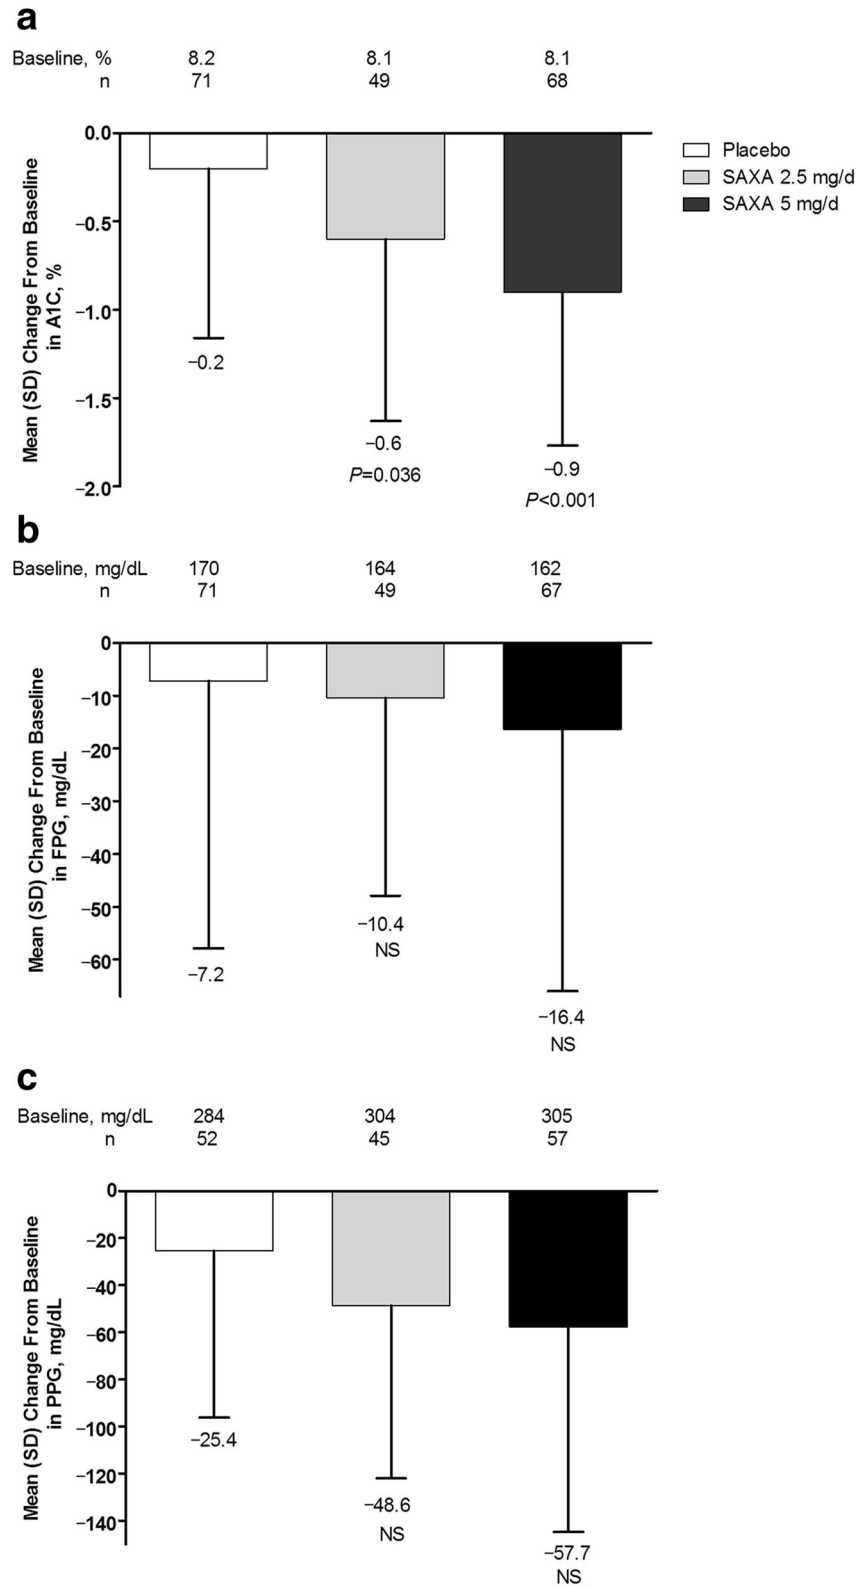 a
Baseline, % 8.2 8.1 8.1
n 71 49 68
0.0
−0.5
−1.0
−1.5
−2.0
Mean (SD) Change From Baseline
in A1C, %
Placebo
SAXA 2.5 mg/d
SAXA 5 mg/d
−0.2
−0.6
P=0.036
−0.9
P<0.001
b
Baseline, mg/dL 170 164 162
n 71 49 67
0
−10
−20
−30
−40
−50
−60
Mean (SD) Change From Baseline
in FPG, mg/dL
−7.2
−10.4
NS
−16.4
NS
c
Baseline, mg/dL 284 304 305
n 52 45 57
0
−20
−40
−60
−80
−100
−120
−140
Mean (SD) Change From Baseline
in PPG, mg/dL
−25.4
−48.6
NS
−57.7
NS